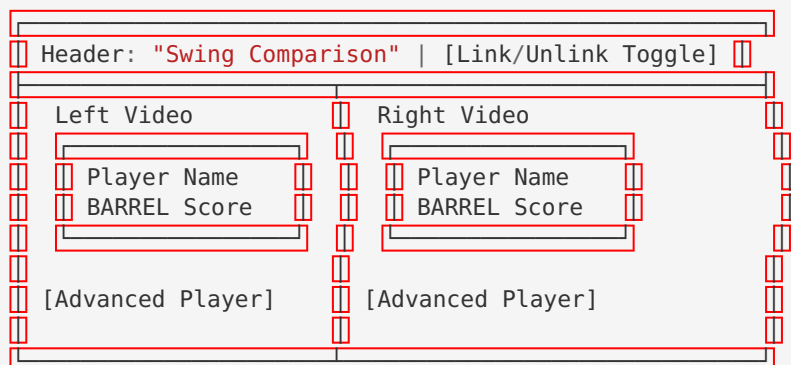 Header: "Swing Comparison" | [Link/Unlink Toggle]
Left Video Right Video
Player Name Player Name
BARREL Score BARREL Score
[Advanced Player] [Advanced Player]